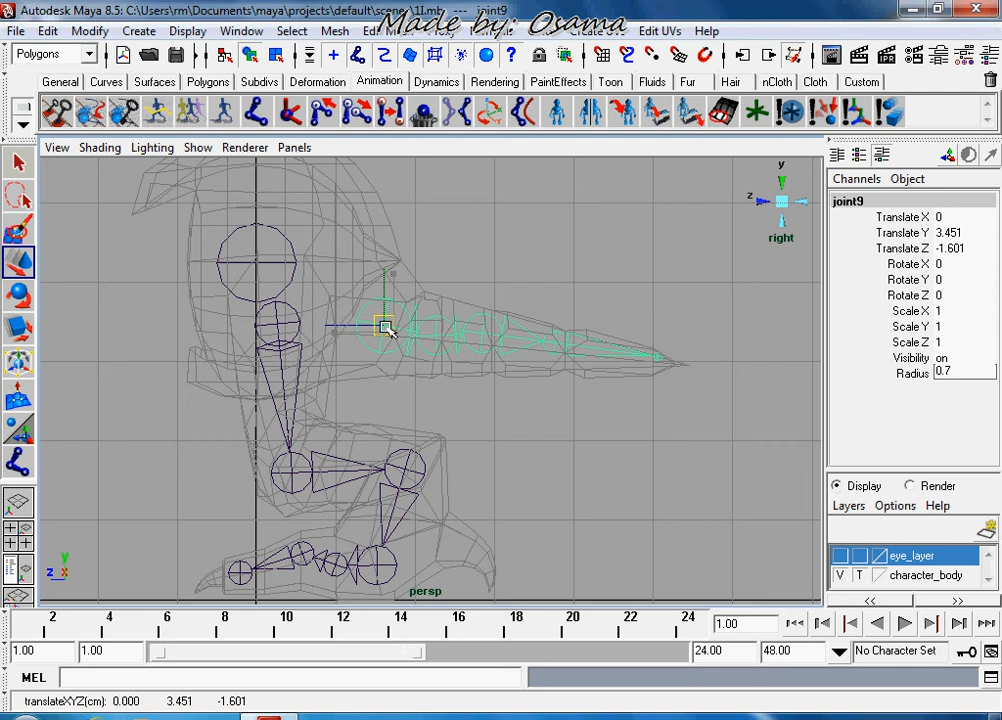 Autodesk Maya 8.5: C:\Users\rm\Documents\maya\projects\default\scene
1I.mb --- joint9
Made by: Osama
File Edit Modify Create Display Window Select Mesh Edit UVs Help
Polygons
General Curves Surfaces Polygons Subdivs Deformation Animation Dynamics Rendering PaintEffects Toon Fluids Fur Hair nCloth Cloth Custom
View Shading Lighting Show Renderer Panels
Channels Object
joint9
Translate X 0
Translate Y 3.451
Translate Z -1.601
Rotate X 0
Rotate Y 0
Rotate Z 0
Scale X 1
Scale Y 1
Scale Z 1
Visibility on
Radius 0.7
y
z
right
Display Render
Layers Options Help
eye_layer
V T character_body
y
z x
persp
<< >>
2 4 6 8 10 12 14 16 18 20 22 24
1.00
1.00 1.00 24.00 48.00 No Character Set
MEL
translateXYZ(cm): 0.000 3.451 -1.601